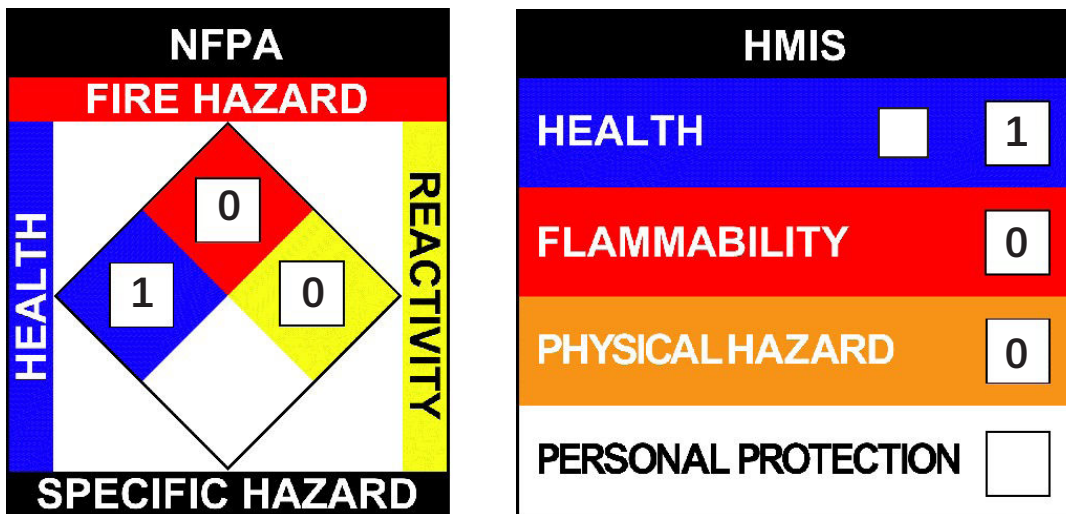 NFPA
FIRE HAZARD
HEALTH
0
1
0
REACTIVITY
SPECIFIC HAZARD
HMIS
HEALTH 1
FLAMMABILITY 0
PHYSICAL HAZARD 0
PERSONAL PROTECTION